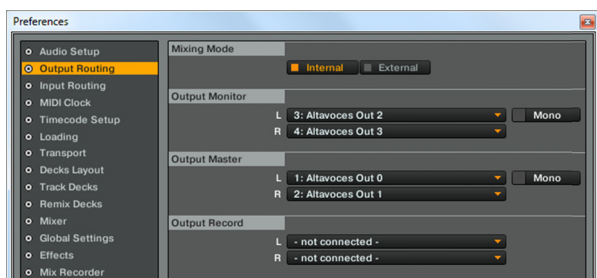 Preferences
Audio Setup
Output Routing
Input Routing
MIDI Clock
Timecode Setup
Loading
Transport
Decks Layout
Track Decks
Remix Decks
Mixer
Global Settings
Effects
Mix Recorder
Mixing Mode
Internal External
Output Monitor
L 3: Altavoces Out 2 Mono
R 4: Altavoces Out 3
Output Master
L 1: Altavoces Out 0 Mono
R 2: Altavoces Out 1
Output Record
L - not connected -
R - not connected -